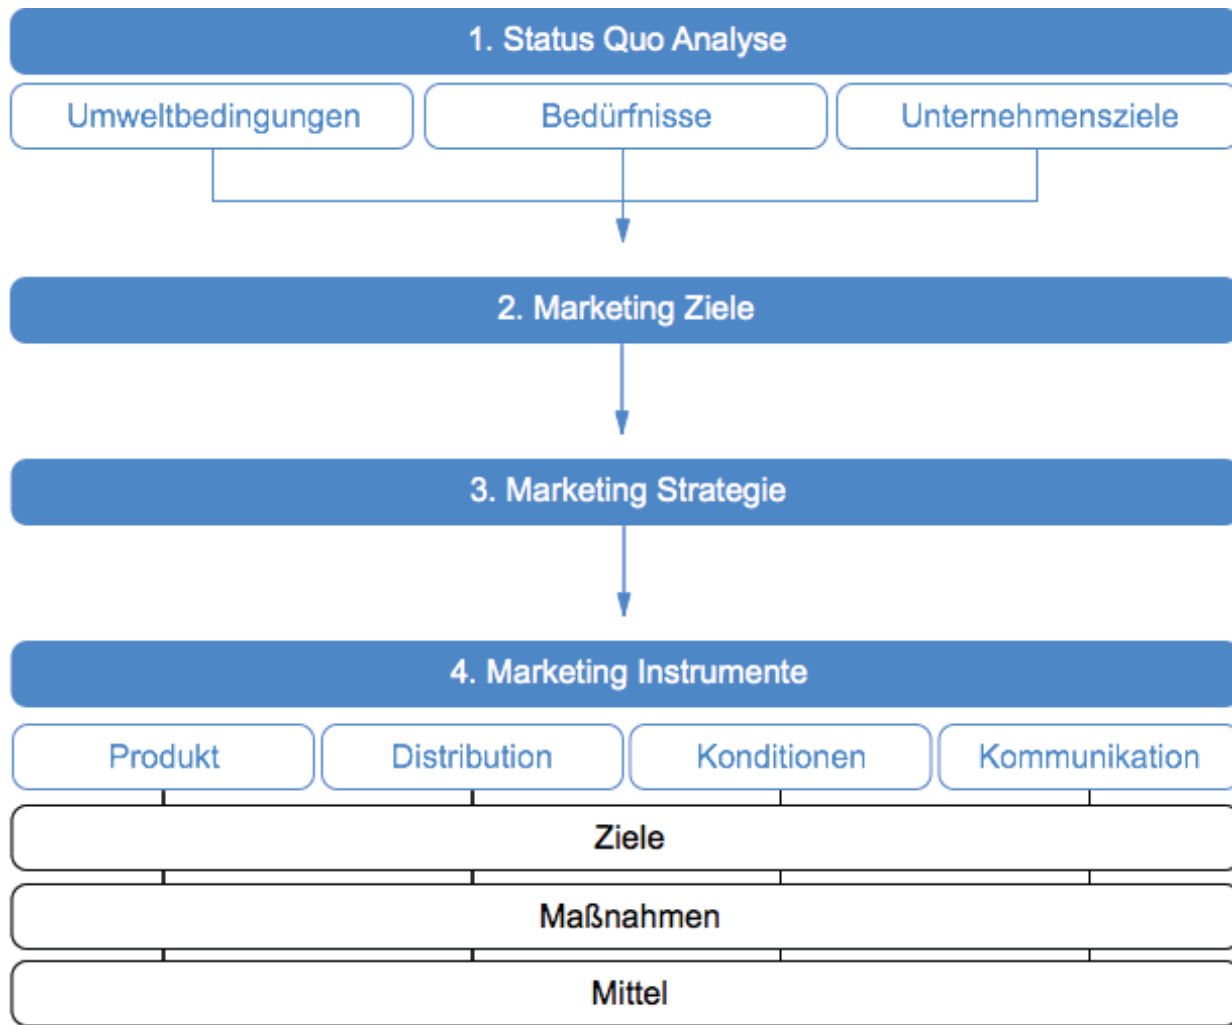 1. Status Quo Analyse
Umweltbedingungen
Bedürfnisse
Unternehmensziele
2. Marketing Ziele
3. Marketing Strategie
4. Marketing Instrumente
Produkt
Distribution
Konditionen
Kommunikation
Ziele
Maßnahmen
Mittel